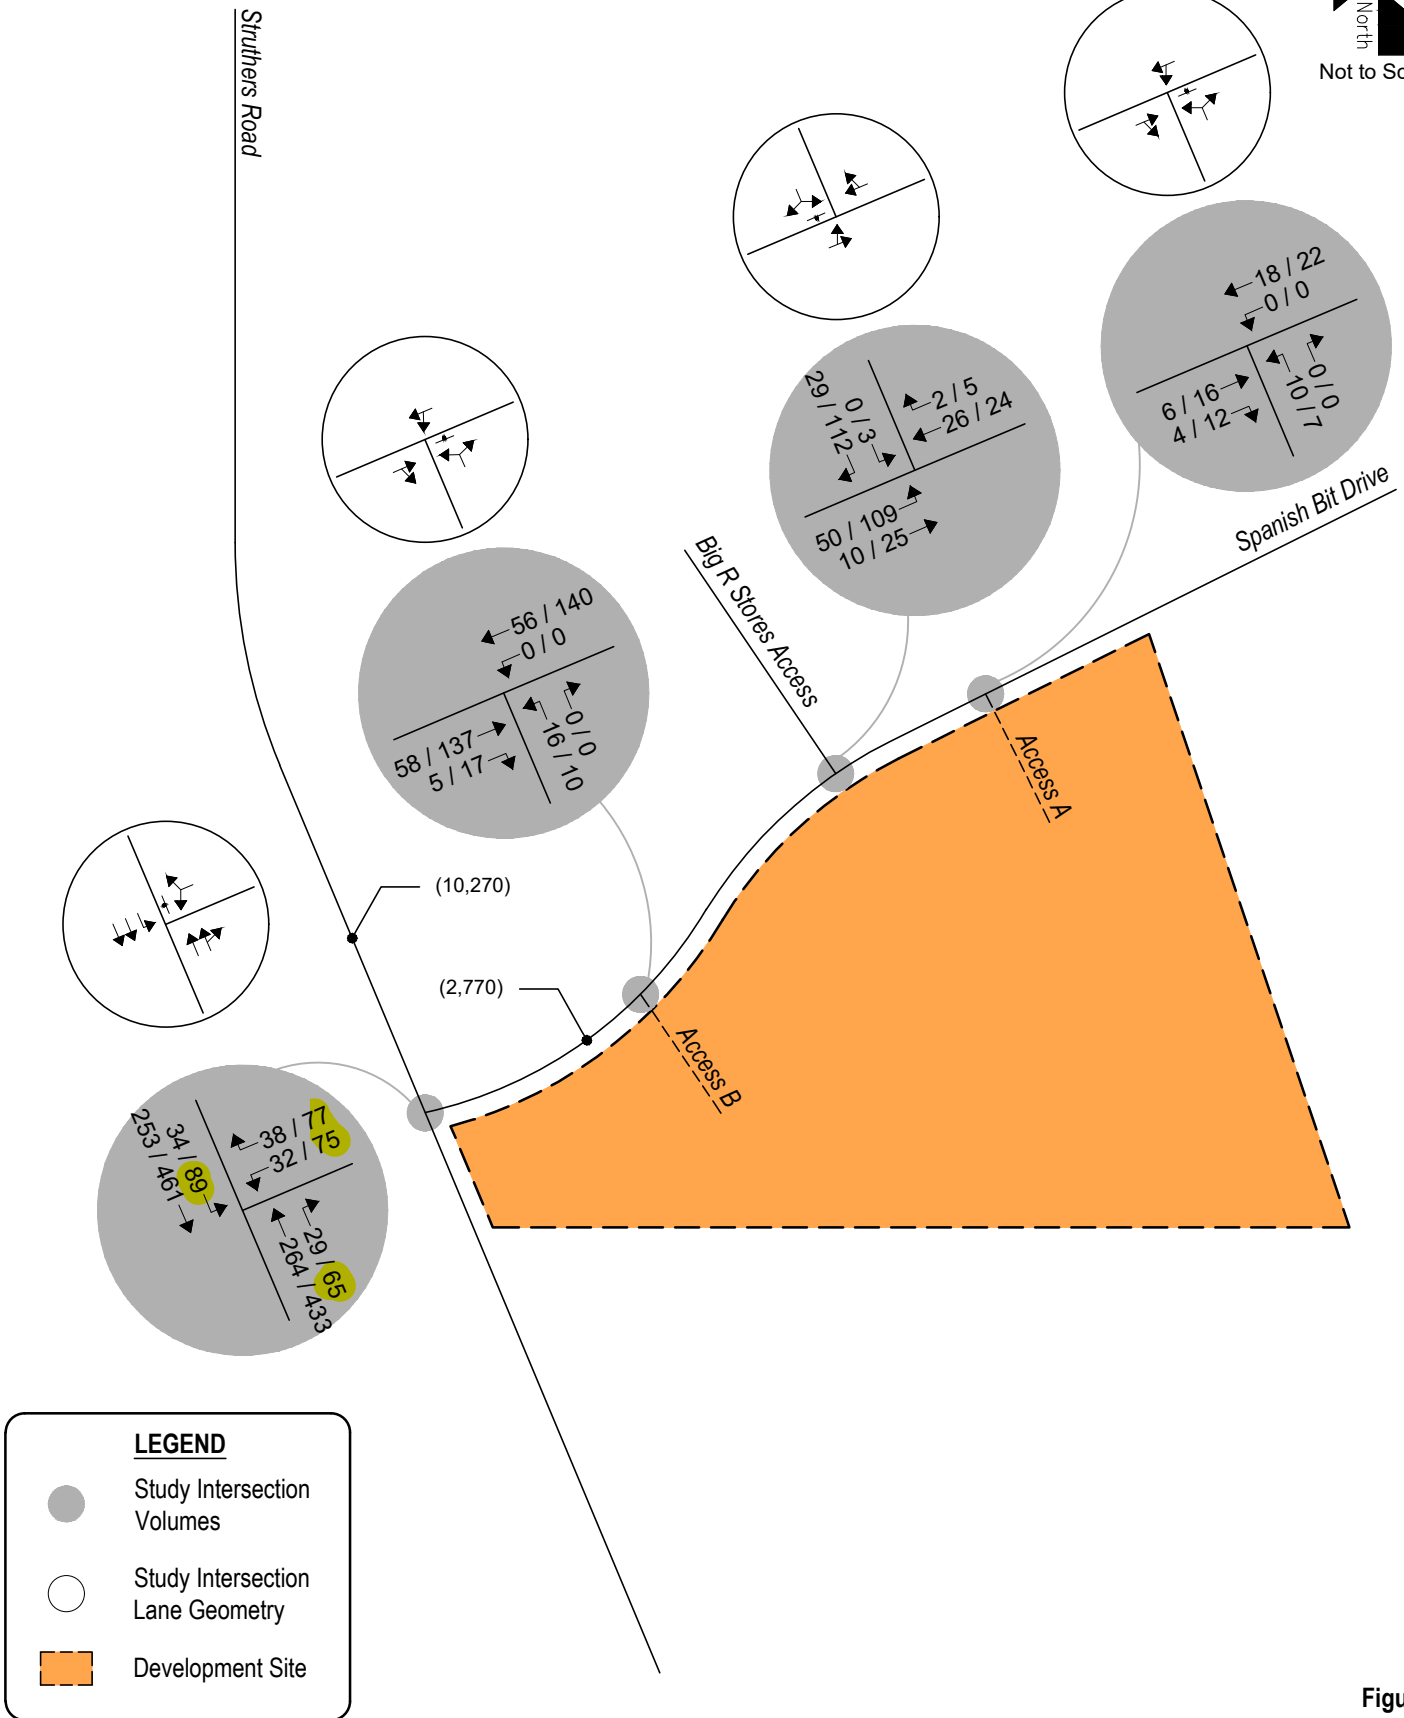 Struthers Road
North
Not to Sc
18 / 22
0 / 0
6 / 16
4 / 12
0 / 0
10 / 7
2 / 5
26 / 24
0 / 3
29 / 112
50 / 109
10 / 25
Spanish Bit Drive
Big R Stores Access
56 / 140
0 / 0
58 / 137
5 / 17
0 / 0
16 / 10
Access A
(10,270)
(2,770)
Access B
38 / 77
32 / 75
34 / 89
253 / 461
29 / 65
264 / 433
LEGEND
Study Intersection
Volumes
Study Intersection
Lane Geometry
Development Site
Figu